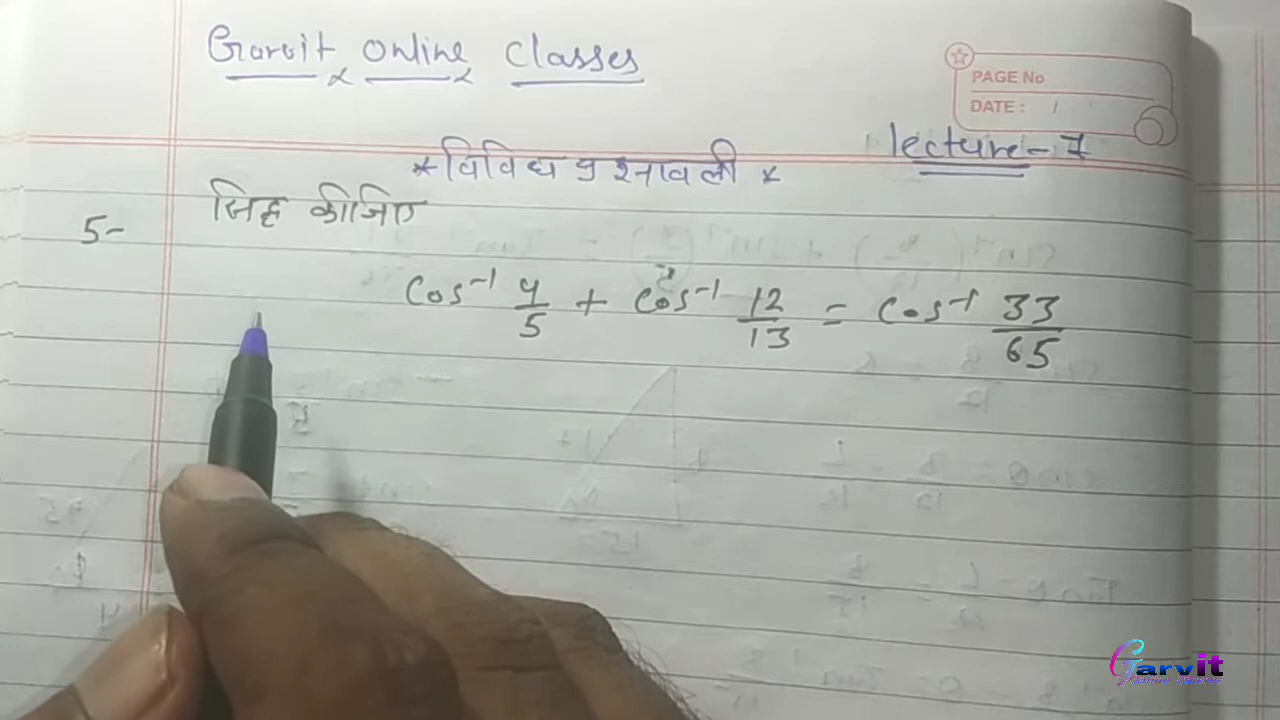 Garvit Online Classes
PAGE No
DATE : /
lecture - 7
* विविध प्रश्नावली *
5- सिद्ध कीजिए
Cos⁻¹ 4/5 + Cos⁻¹ 12/13 = Cos⁻¹ 33/65
Garvit